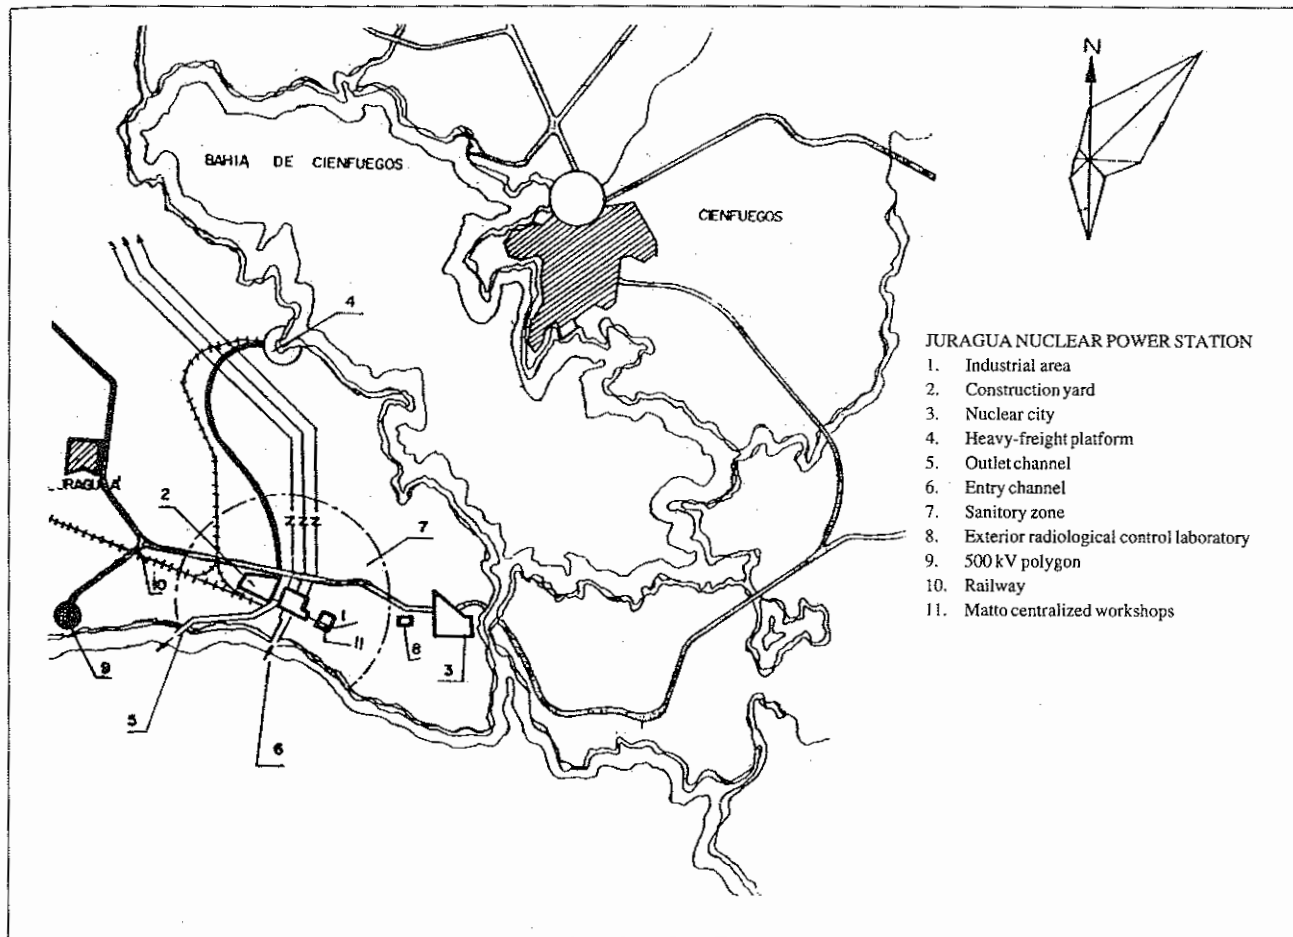 N
BAHIA DE CIENFUEGOS
CIENFUEGOS
4
JURAGUA NUCLEAR POWER STATION
1. Industrial area
2. Construction yard
3. Nuclear city
4. Heavy-freight platform
5. Outlet channel
6. Entry channel
7. Sanitory zone
8. Exterior radiological control laboratory
9. 500 kV polygon
10. Railway
11. Matto centralized workshops
URAGUA
2
7
10
1
11
8
3
9
5
6